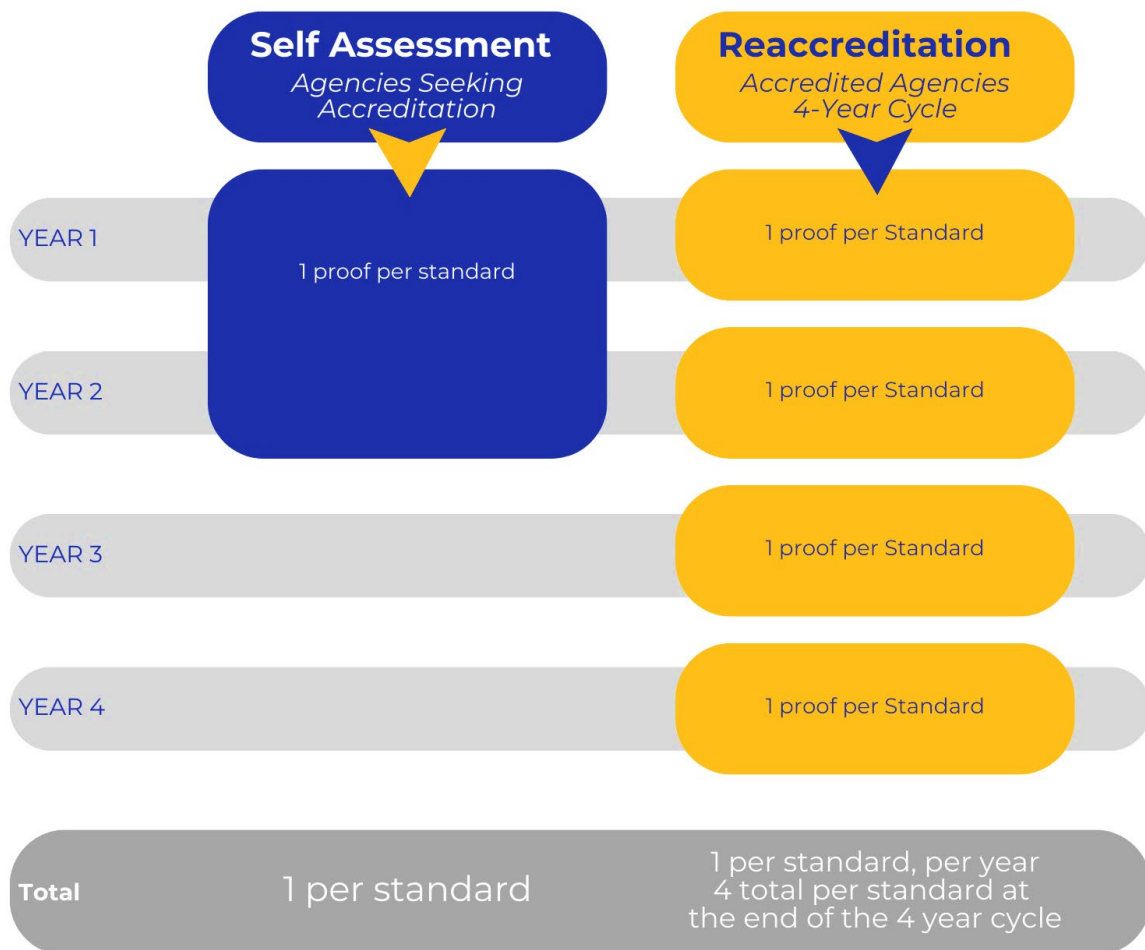 Self Assessment
Agencies Seeking
Accreditation
Reaccreditation
Accredited Agencies
4-Year Cycle
YEAR 1
1 proof per standard
1 proof per Standard
YEAR 2
1 proof per Standard
YEAR 3
1 proof per Standard
YEAR 4
1 proof per Standard
Total
1 per standard
1 per standard, per year
4 total per standard at
the end of the 4 year cycle